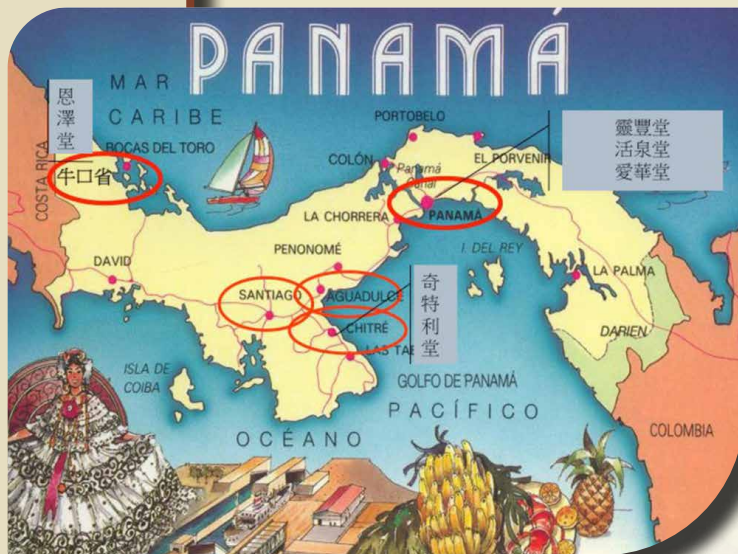 PANAMÁ
MAR
CARIBE
恩澤堂
BOCAS DEL TORO
牛口省
COSTA RICA
PORTOBELO
COLÓN
Panamá
Canal
EL PORVENIR
靈豐堂
活泉堂
愛華堂
LA CHORRERA
PANAMÁ
DAVID
PENONOMÉ
I. DEL REY
LA PALMA
SANTIAGO
AGUADULCE
奇特利堂
CHITRÉ
DARIEN
ISLA DE
COIBA
GOLFO DE PANAMÁ
PACÍFICO
OCÉANO
COLOMBIA